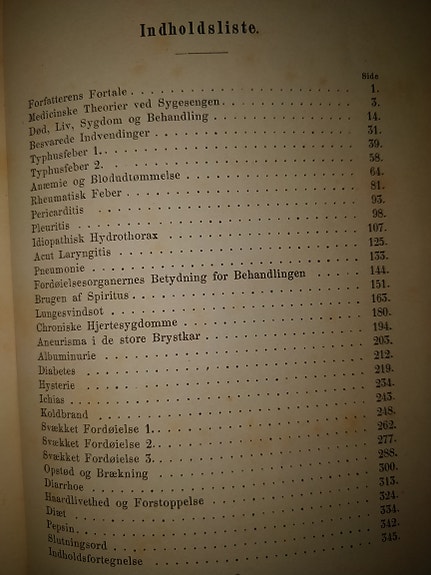 Indholdsliste.
Side
Forfatterens Fortale . . . . . . . . . . . . . . . . . . 1.
Medicinske Theorier ved Sygesengen . . . . . . . . . . . . 3.
Død, Liv, Sygdom og Behandling . . . . . . . . . . . . . 14.
Besvarede Indvendinger . . . . . . . . . . . . . . . . . 31.
Typhusfeber 1. . . . . . . . . . . . . . . . . . . . . 39.
Typhusfeber 2. . . . . . . . . . . . . . . . . . . . . 58.
Anæmie og Blodudtømmelse . . . . . . . . . . . . . . . 64.
Rheumatisk Feber . . . . . . . . . . . . . . . . . . . 81.
Pericarditis . . . . . . . . . . . . . . . . . . . . . 93.
Pleuritis . . . . . . . . . . . . . . . . . . . . . . 98.
Idiopathisk Hydrothorax . . . . . . . . . . . . . . . . 107.
Acut Laryngitis . . . . . . . . . . . . . . . . . . . 125.
Pneumonie . . . . . . . . . . . . . . . . . . . . . . 133.
Fordøielsesorganernes Betydning for Behandlingen . . . . . . 144.
Brugen af Spiritus . . . . . . . . . . . . . . . . . . 151.
Lungesvindsot . . . . . . . . . . . . . . . . . . . . 163.
Chroniske Hjertesygdomme . . . . . . . . . . . . . . . 180.
Aneurisma i de store Brystkar . . . . . . . . . . . . . . 194.
Albuminurie . . . . . . . . . . . . . . . . . . . . . 203.
Diabetes . . . . . . . . . . . . . . . . . . . . . . 212.
Hysterie . . . . . . . . . . . . . . . . . . . . . . 219.
Ichias . . . . . . . . . . . . . . . . . . . . . . . 234.
Koldbrand . . . . . . . . . . . . . . . . . . . . . . 243.
Svækket Fordøielse 1. . . . . . . . . . . . . . . . . . 248.
Svækket Fordøielse 2. . . . . . . . . . . . . . . . . . 262.
Svækket Fordøielse 3. . . . . . . . . . . . . . . . . . 277.
Opstød og Brækning . . . . . . . . . . . . . . . . . . 288.
Diarrhoe . . . . . . . . . . . . . . . . . . . . . . 300.
Haardlivethed og Forstoppelse . . . . . . . . . . . . . . 313.
Diæt . . . . . . . . . . . . . . . . . . . . . . . . 324.
Pepsin . . . . . . . . . . . . . . . . . . . . . . . 334.
Slutningsord . . . . . . . . . . . . . . . . . . . . . 342.
Indholdsfortegnelse . . . . . . . . . . . . . . . . . . 345.